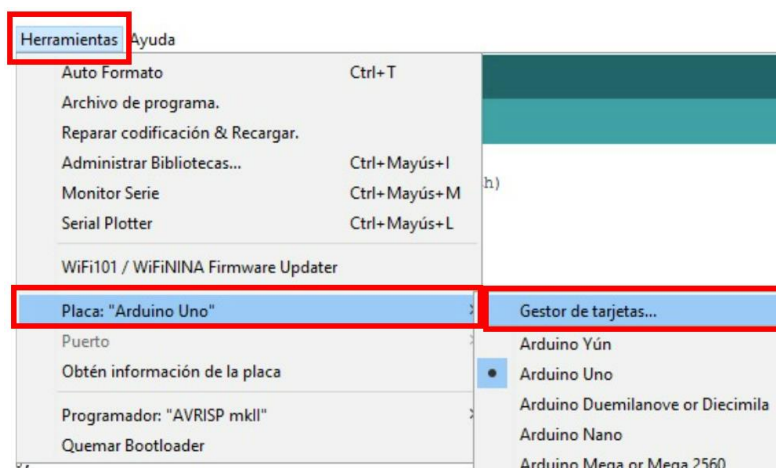 Herramientas Ayuda
Auto Formato Ctrl+T
Archivo de programa.
Reparar codificación & Recargar.
Administrar Bibliotecas... Ctrl+Mayús+I
Monitor Serie Ctrl+Mayús+M
h)
Serial Plotter Ctrl+Mayús+L
WiFi101 / WiFiNINA Firmware Updater
Placa: "Arduino Uno"
Gestor de tarjetas...
Puerto
Arduino Yún
Obtén información de la placa
Arduino Uno
Arduino Duemilanove or Diecimila
Programador: "AVRISP mkII"
Arduino Nano
Quemar Bootloader
Arduino Mega or Mega 2560